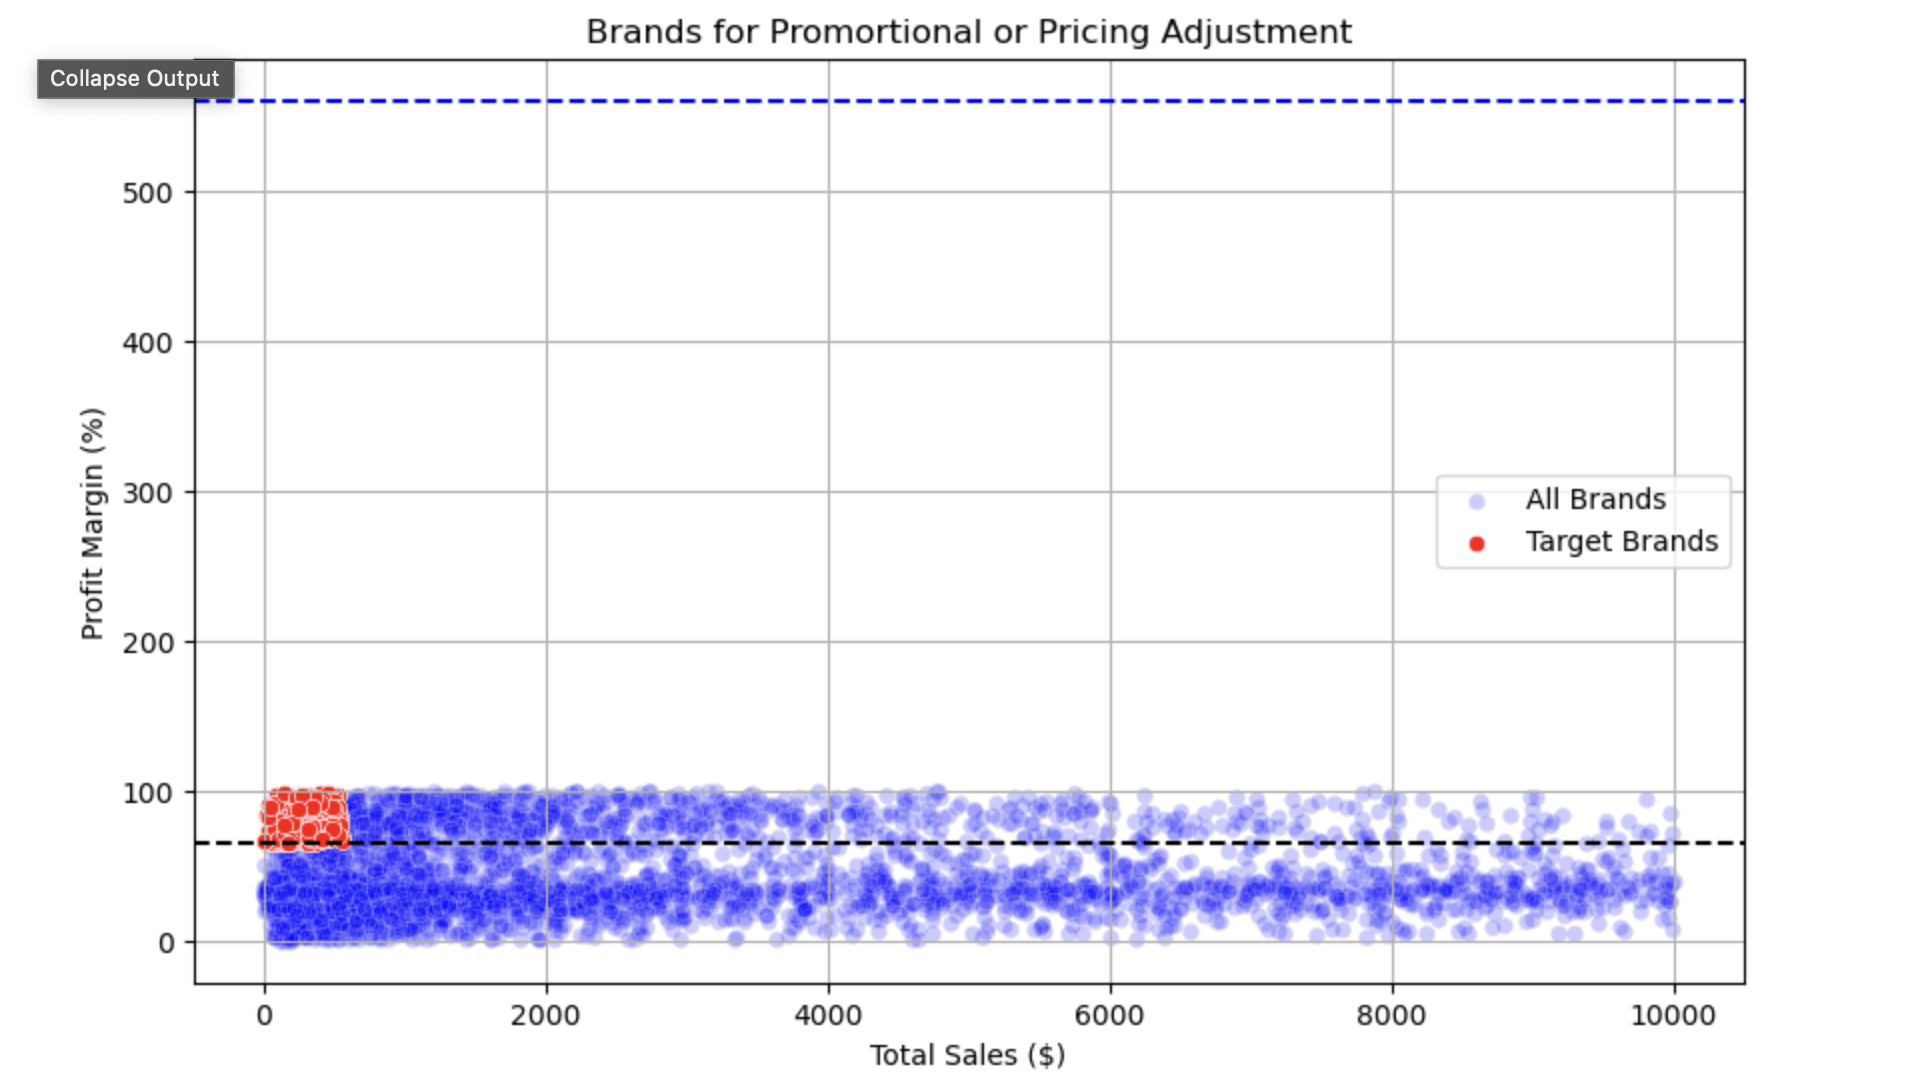 Brands for Promortional or Pricing Adjustment
Collapse Output
500
400
300
200
100
0
Profit Margin (%)
All Brands
Target Brands
0 2000 4000 6000 8000 10000
Total Sales ($)